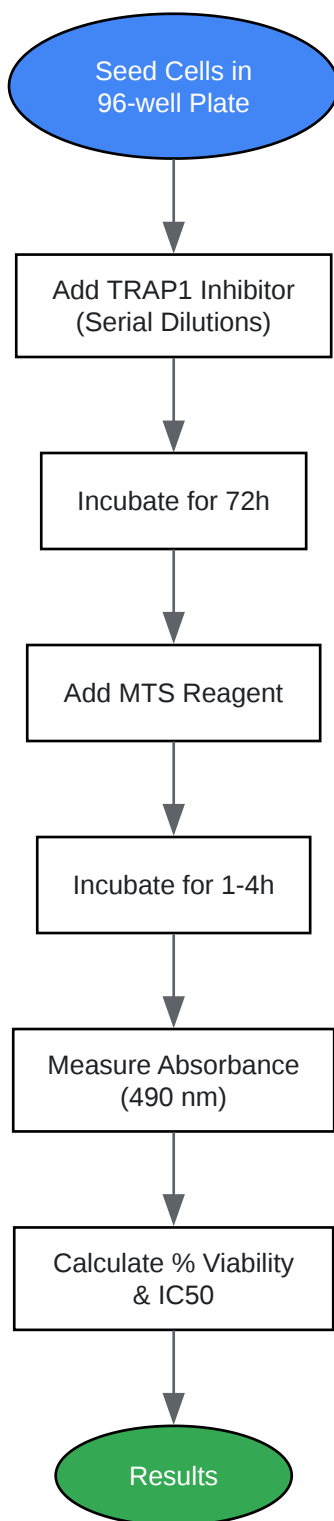 Seed Cells in
96-well Plate
Add TRAP1 Inhibitor
(Serial Dilutions)
Incubate for 72h
Add MTS Reagent
Incubate for 1-4h
Measure Absorbance
(490 nm)
Calculate % Viability
& IC50
Results